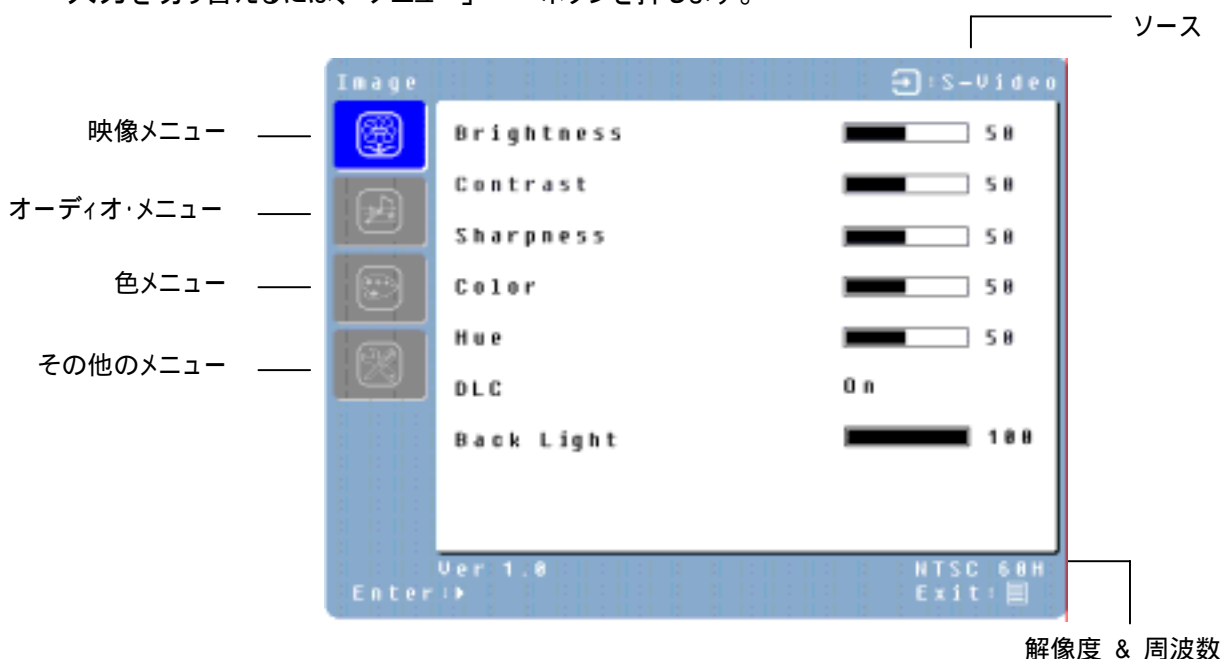 ソース
Image
:S-Video
映像メニュー
Brightness 50
Contrast 50
オーディオ・メニュー
Sharpness 50
色メニュー
Color 50
Hue 50
その他のメニュー
DLC On
Back Light 100
Ver 1.0
NTSC 60H
Enter:
Exit:
解像度 & 周波数